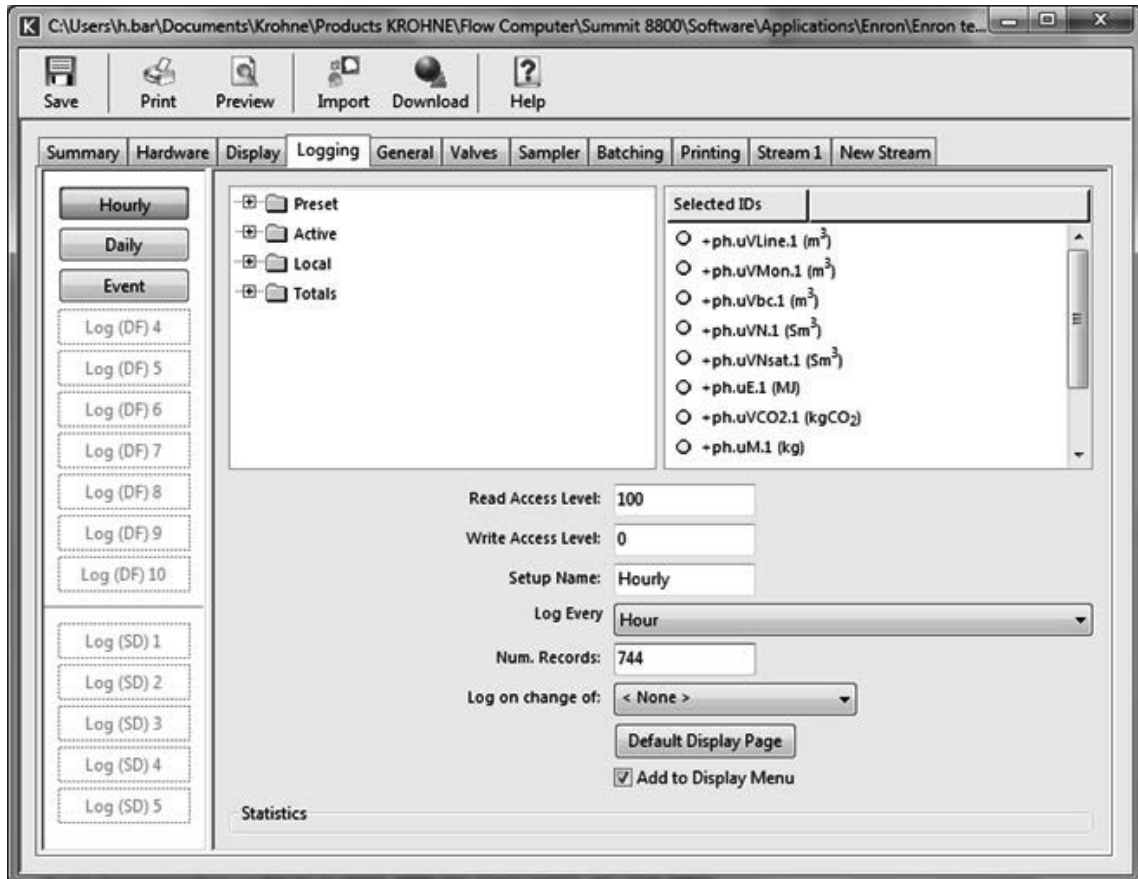 K C:\Users\h.bar\Documents\Krohne\Products KROHNE\Flow Computer\Summit 8800\Software\Applications\Enron\Enron te...
Save Print Preview Import Download Help
Summary Hardware Display Logging General Valves Sampler Batching Printing Stream 1 New Stream
Hourly
Daily
Event
Log (DF) 4
Log (DF) 5
Log (DF) 6
Log (DF) 7
Log (DF) 8
Log (DF) 9
Log (DF) 10
Log (SD) 1
Log (SD) 2
Log (SD) 3
Log (SD) 4
Log (SD) 5
Preset
Active
Local
Totals
Selected IDs
+ph.uVLine.1 (m³)
+ph.uVMon.1 (m³)
+ph.uVbc.1 (m³)
+ph.uVN.1 (Sm³)
+ph.uVNsat.1 (Sm³)
+ph.uE.1 (MJ)
+ph.uVCO2.1 (kgCO₂)
+ph.uM.1 (kg)
Read Access Level: 100
Write Access Level: 0
Setup Name: Hourly
Log Every Hour
Num. Records: 744
Log on change of: < None >
Default Display Page
Add to Display Menu
Statistics